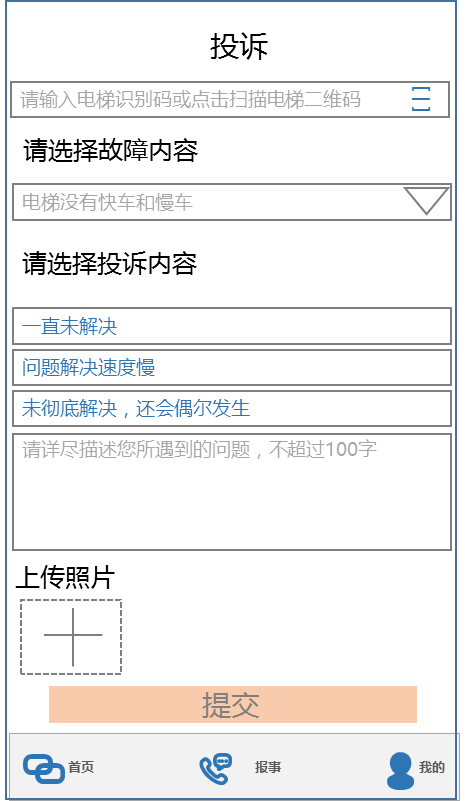 投诉
请输入电梯识别码或点击扫描电梯二维码
请选择故障内容
电梯没有快车和慢车
请选择投诉内容
一直未解决
问题解决速度慢
未彻底解决，还会偶尔发生
请详尽描述您所遇到的问题，不超过100字
上传照片
提交
首页 报事 我的